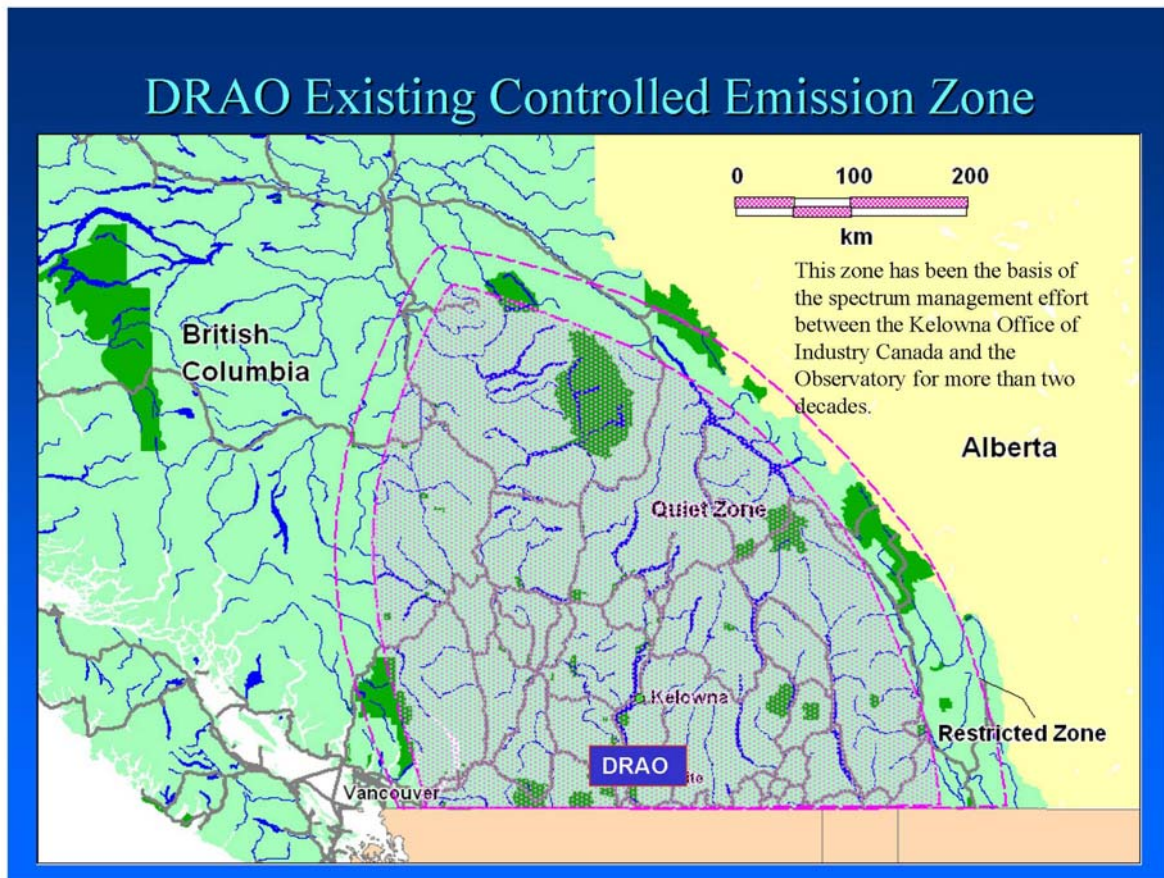 DRAO Existing Controlled Emission Zone
0 100 200
km
This zone has been the basis of
the spectrum management effort
between the Kelowna Office of
Industry Canada and the
Observatory for more than two
decades.
British
Columbia
Alberta
Quiet Zone
Kelowna
Restricted Zone
DRAO
Vancouver